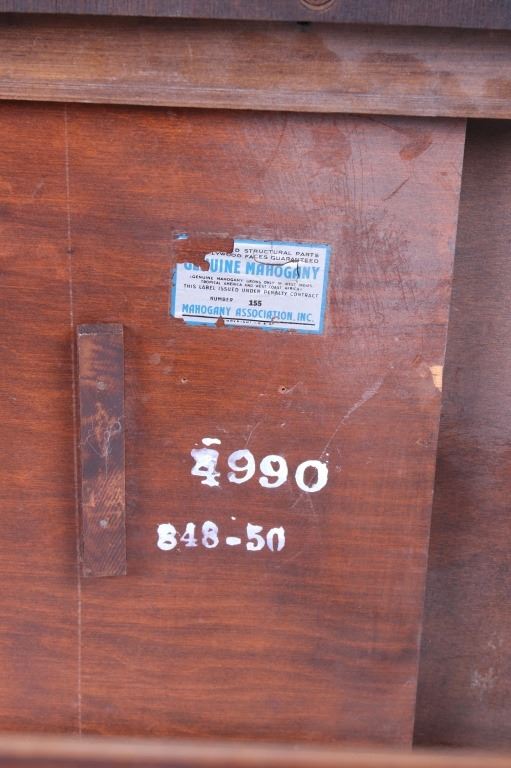 STRUCTURAL PARTS
PLYWOOD FACES GUARANTEED
GENUINE MAHOGANY
(GENUINE MAHOGANY GROWS ONLY IN WEST INDIES,
TROPICAL AMERICA AND WEST COAST AFRICA)
THIS LABEL ISSUED UNDER PENALTY CONTRACT
NUMBER 155
MAHOGANY ASSOCIATION, INC.
4990
848-50